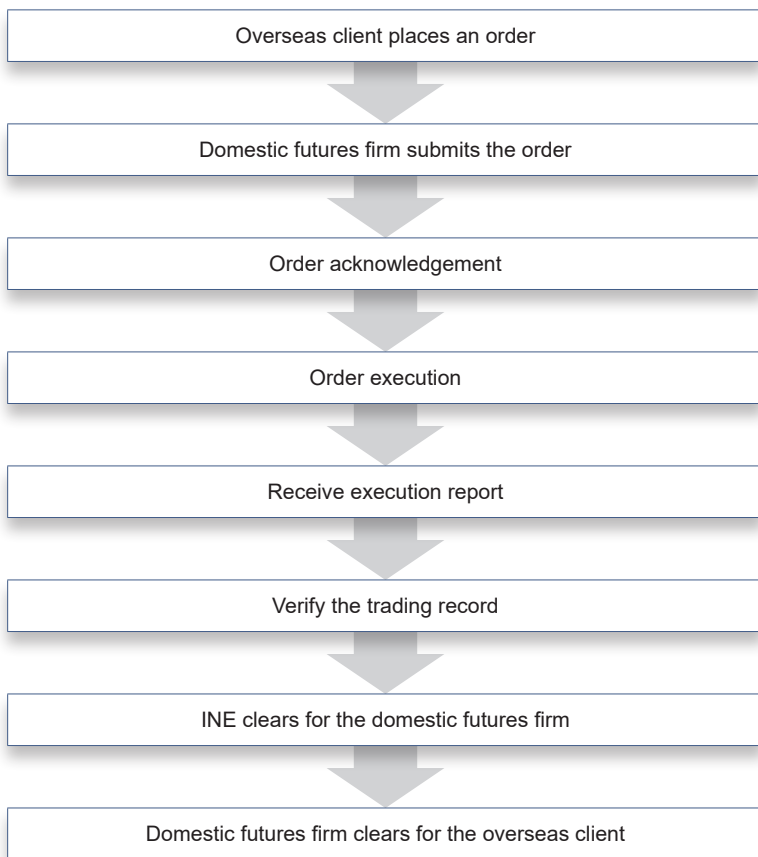 Overseas client places an order
Domestic futures firm submits the order
Order acknowledgement
Order execution
Receive execution report
Verify the trading record
INE clears for the domestic futures firm
Domestic futures firm clears for the overseas client